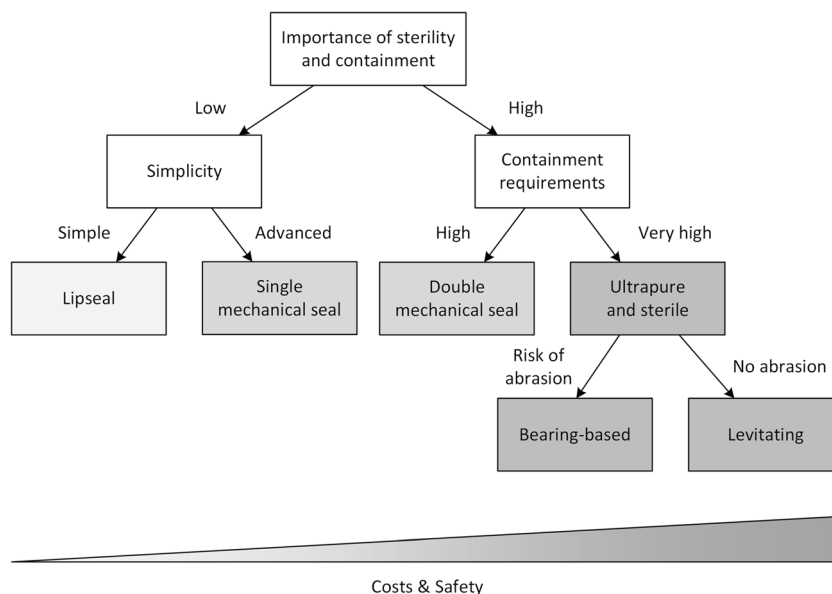 Importance of sterility
and containment
Low
High
Simplicity
Containment
requirements
Simple
Advanced
High
Very high
Lipseal
Single
mechanical seal
Double
mechanical seal
Ultrapure
and sterile
Risk of
abrasion
No abrasion
Bearing-based
Levitating
Costs & Safety